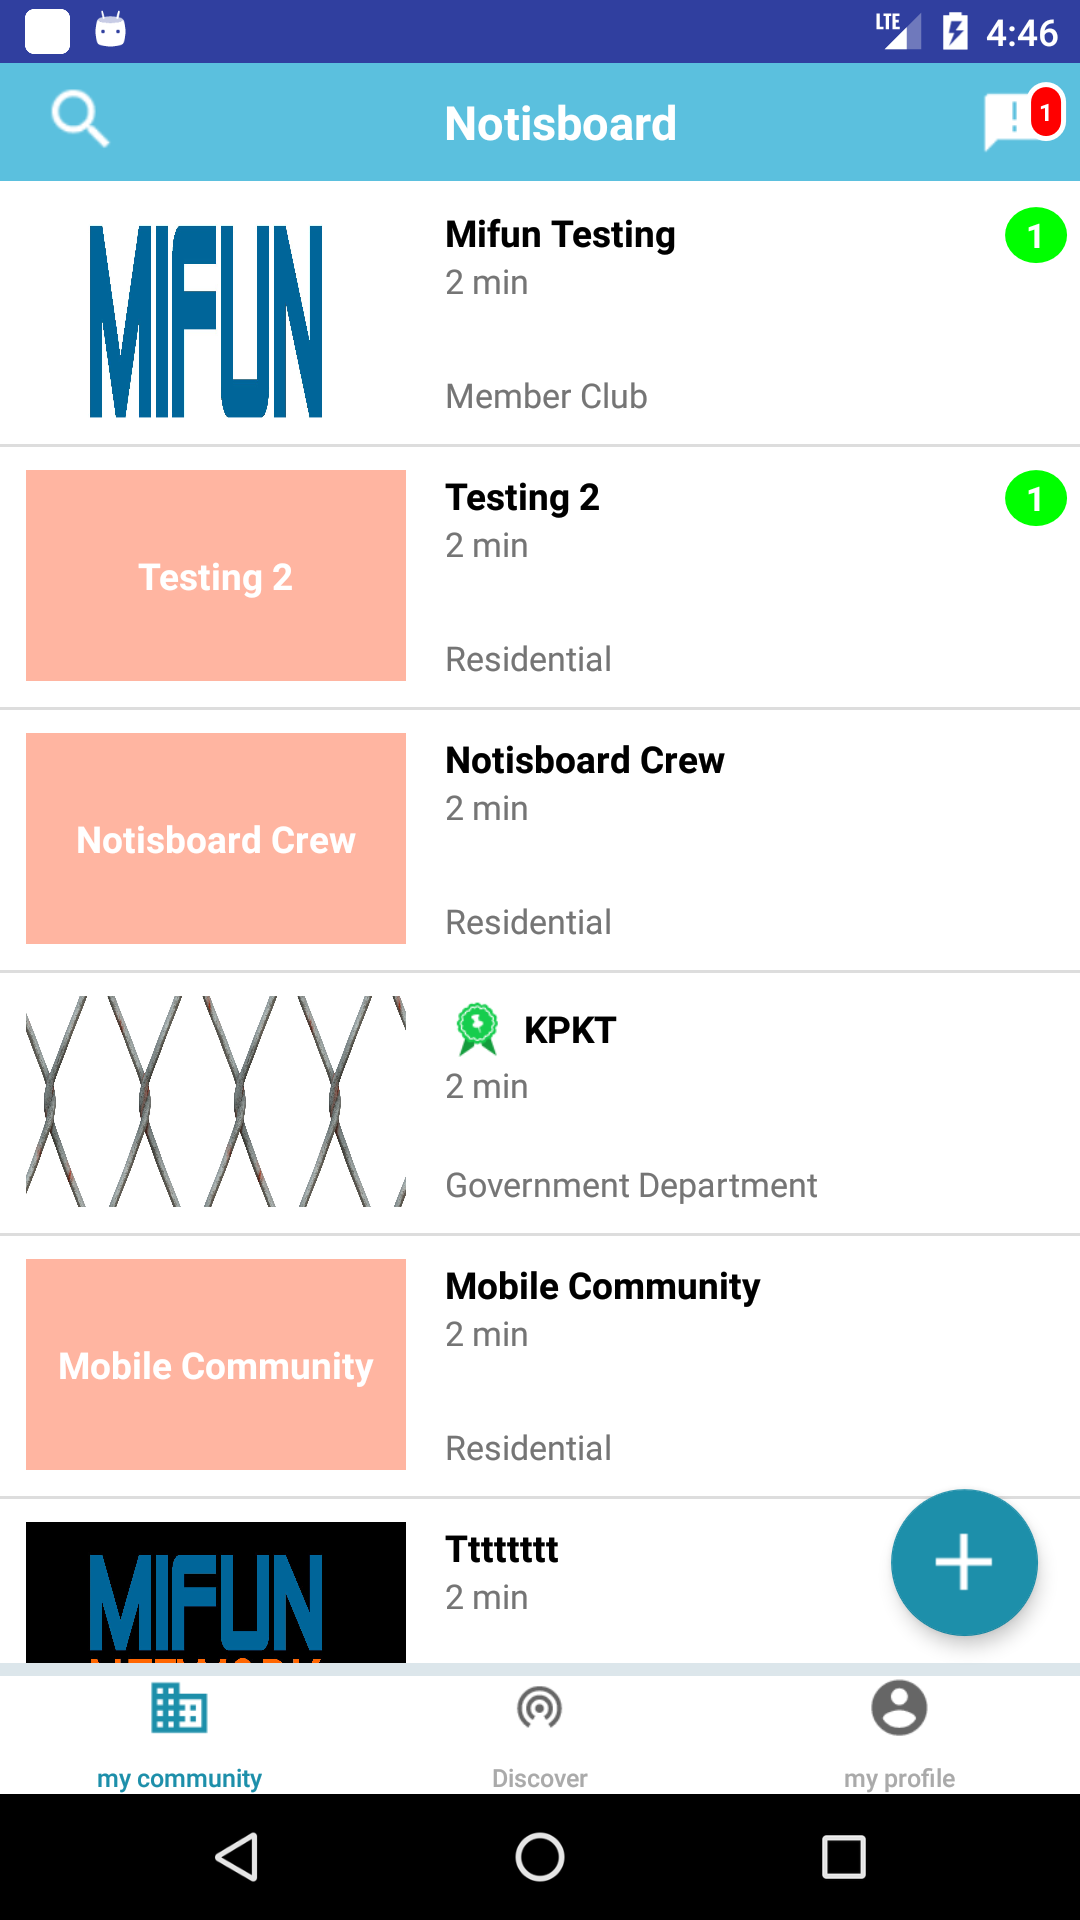 LTE 4:46
Notisboard
1
MIFUN
Mifun Testing
1
2 min
Member Club
Testing 2
Testing 2
1
2 min
Residential
Notisboard Crew
Notisboard Crew
2 min
Residential
KPKT
2 min
Government Department
Mobile Community
Mobile Community
2 min
Residential
MIFUN
NETWORK
Tttttttt
2 min
my community
Discover
my profile